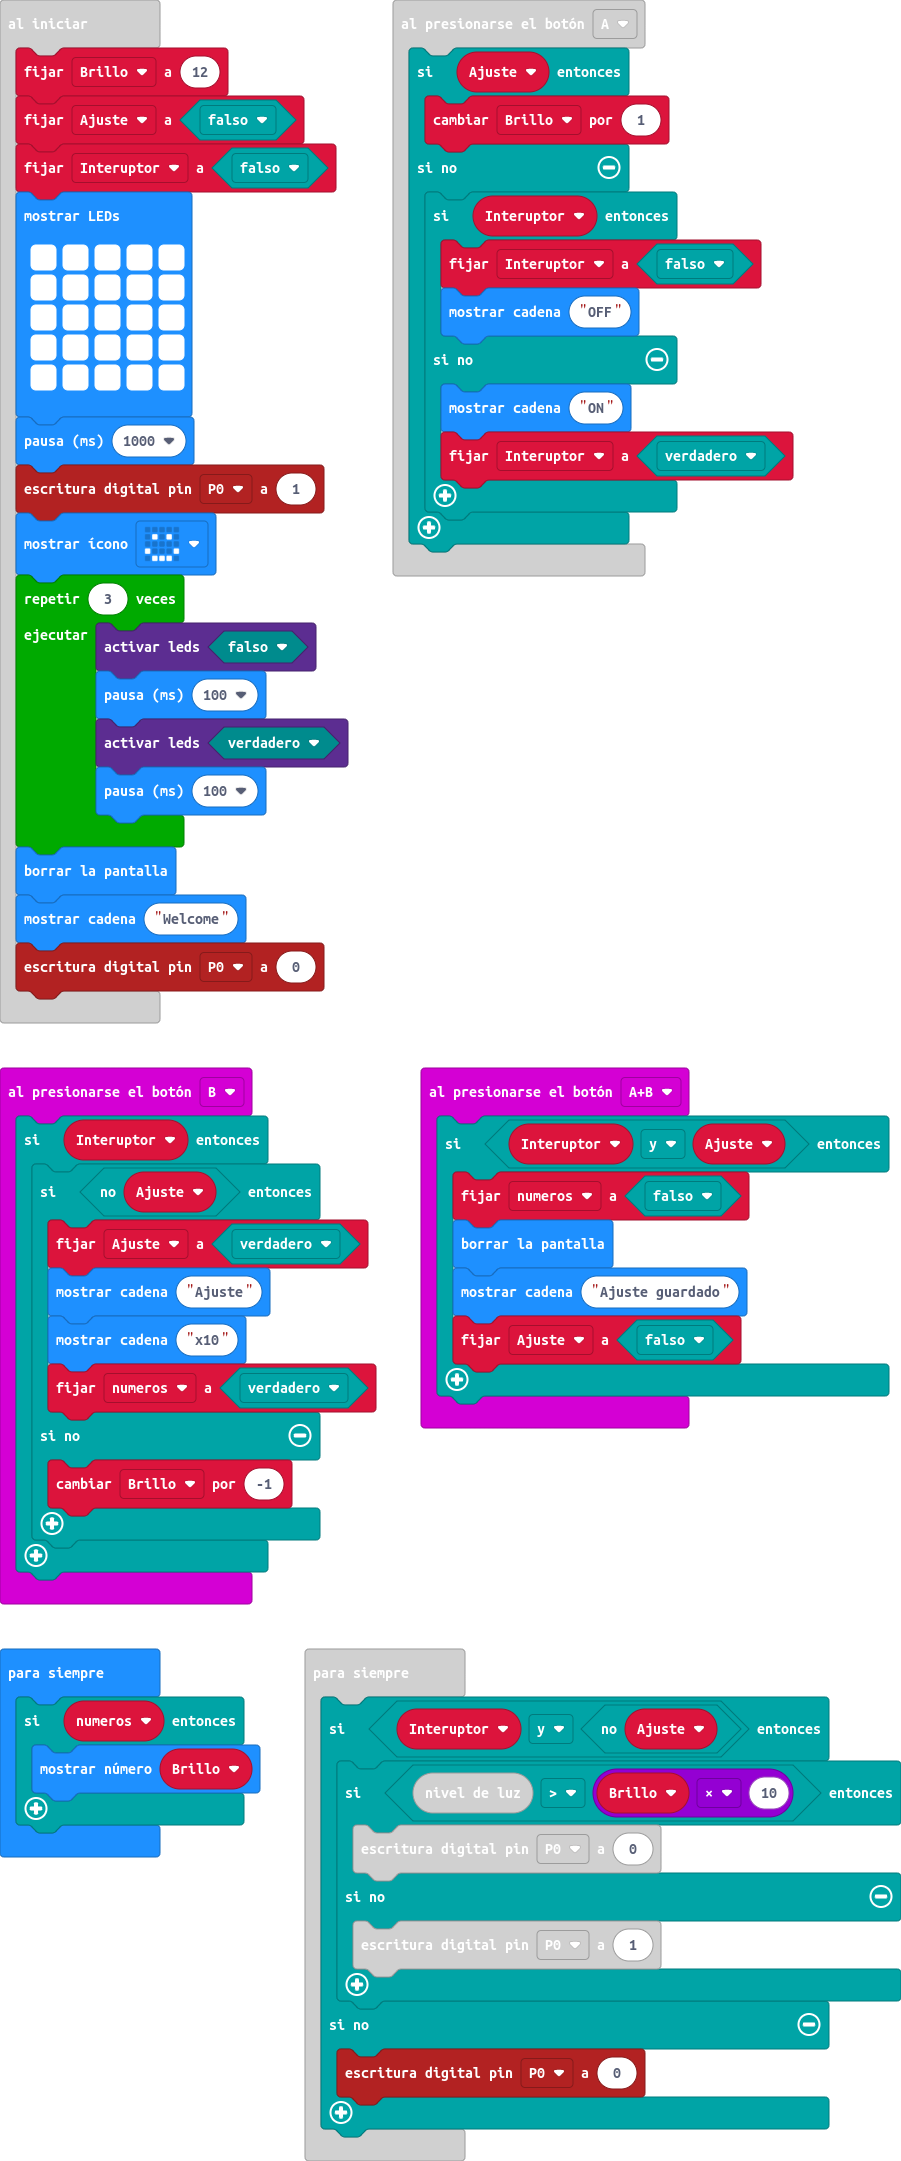 al iniciar
fijar Brillo a 12
fijar Ajuste a falso
fijar Interuptor a falso
mostrar LEDs
pausa (ms) 1000
escritura digital pin P0 a 1
mostrar ícono
repetir 3 veces
ejecutar
activar leds falso
pausa (ms) 100
activar leds verdadero
pausa (ms) 100
borrar la pantalla
mostrar cadena "Welcome"
escritura digital pin P0 a 0
al presionarse el botón A
si Ajuste entonces
cambiar Brillo por 1
si no
si Interuptor entonces
fijar Interuptor a falso
mostrar cadena "OFF"
si no
mostrar cadena "ON"
fijar Interuptor a verdadero
al presionarse el botón B
si Interuptor entonces
si no Ajuste entonces
fijar Ajuste a verdadero
mostrar cadena "Ajuste"
mostrar cadena "x10"
fijar numeros a verdadero
si no
cambiar Brillo por -1
al presionarse el botón A+B
si Interuptor y Ajuste entonces
fijar numeros a falso
borrar la pantalla
mostrar cadena "Ajuste guardado"
fijar Ajuste a falso
para siempre
si numeros entonces
mostrar número Brillo
para siempre
si Interuptor y no Ajuste entonces
si nivel de luz > Brillo × 10 entonces
escritura digital pin P0 a 0
si no
escritura digital pin P0 a 1
si no
escritura digital pin P0 a 0